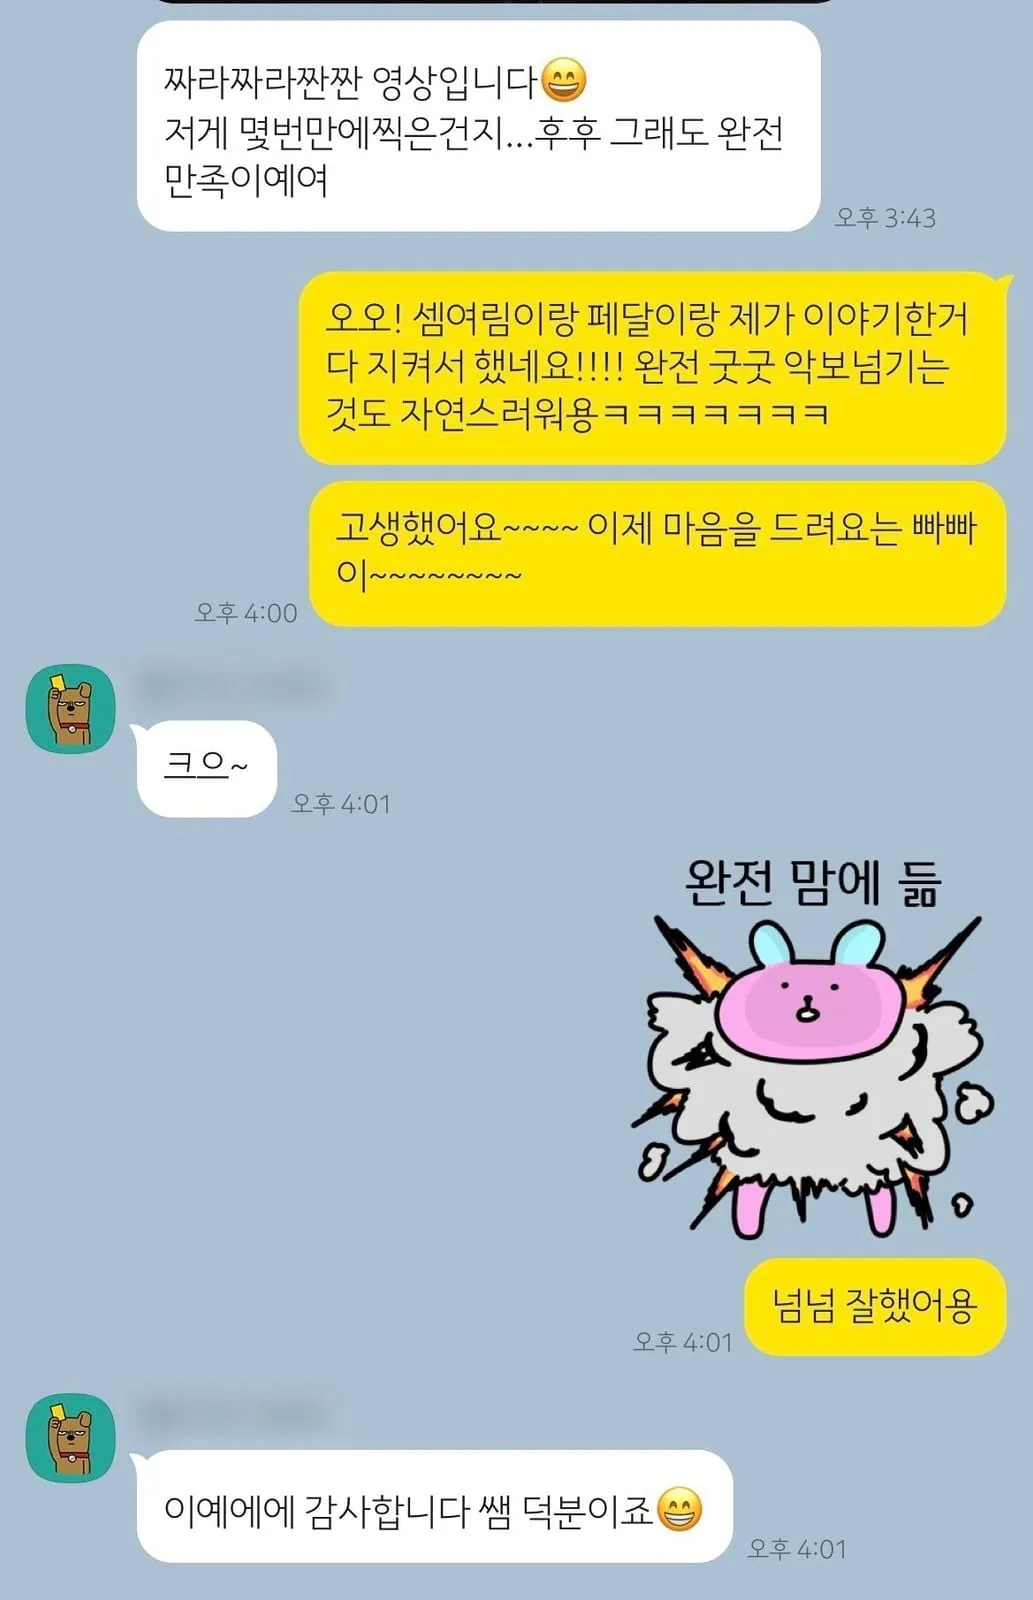 짜라짜라짠짠 영상입니다😄
저게 몇번만에찍은건지...후후 그래도 완전
만족이예여
오후 3:43
오오! 셈여림이랑 페달이랑 제가 이야기한거
다 지켜서 했네요!!!! 완전 굿굿 악보넘기는
것도 자연스러워용ㅋㅋㅋㅋㅋㅋㅋ
고생했어요~~~~ 이제 마음을 드려요는 빠빠
이~~~~~~~~
오후 4:00
크으~
오후 4:01
완전 맘에 듦
넘넘 잘했어용
오후 4:01
이예에에 감사합니다 쌤 덕분이죠😁
오후 4:01